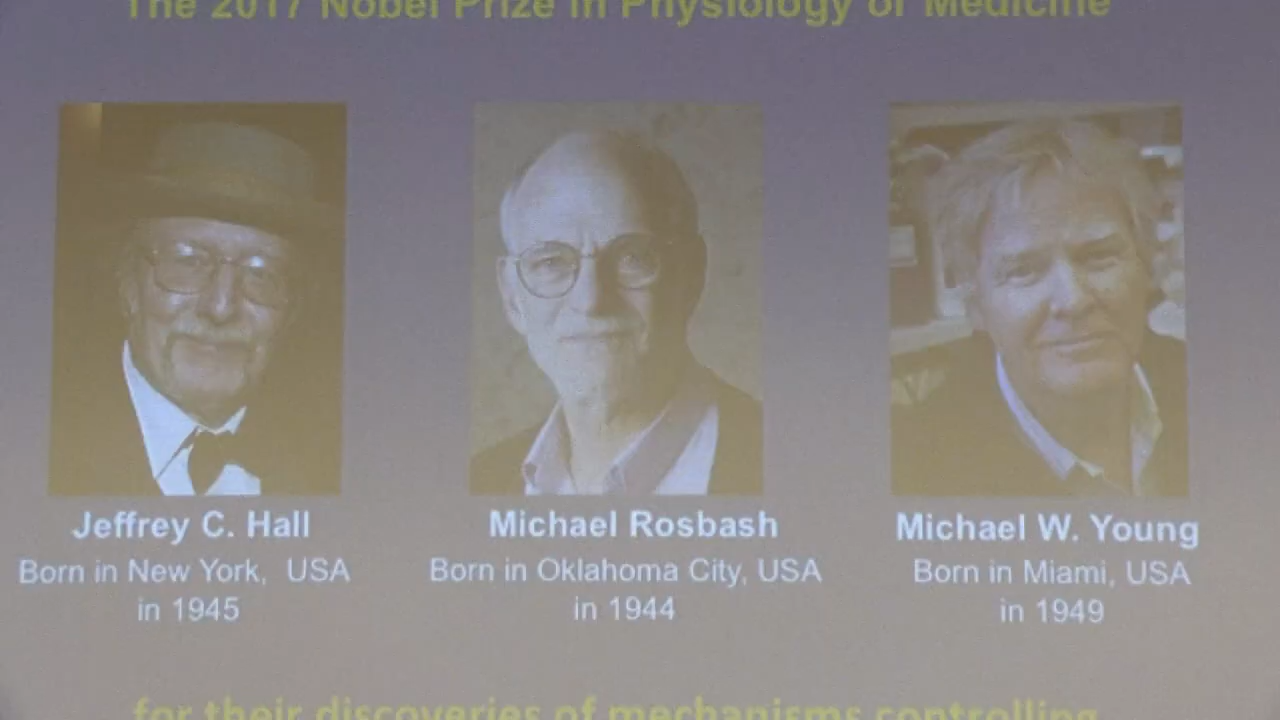 The 2017 Nobel Prize in Physiology or Medicine
Jeffrey C. Hall
Born in New York, USA
in 1945
Michael Rosbash
Born in Oklahoma City, USA
in 1944
Michael W. Young
Born in Miami, USA
in 1949
for their discoveries of mechanisms controlling